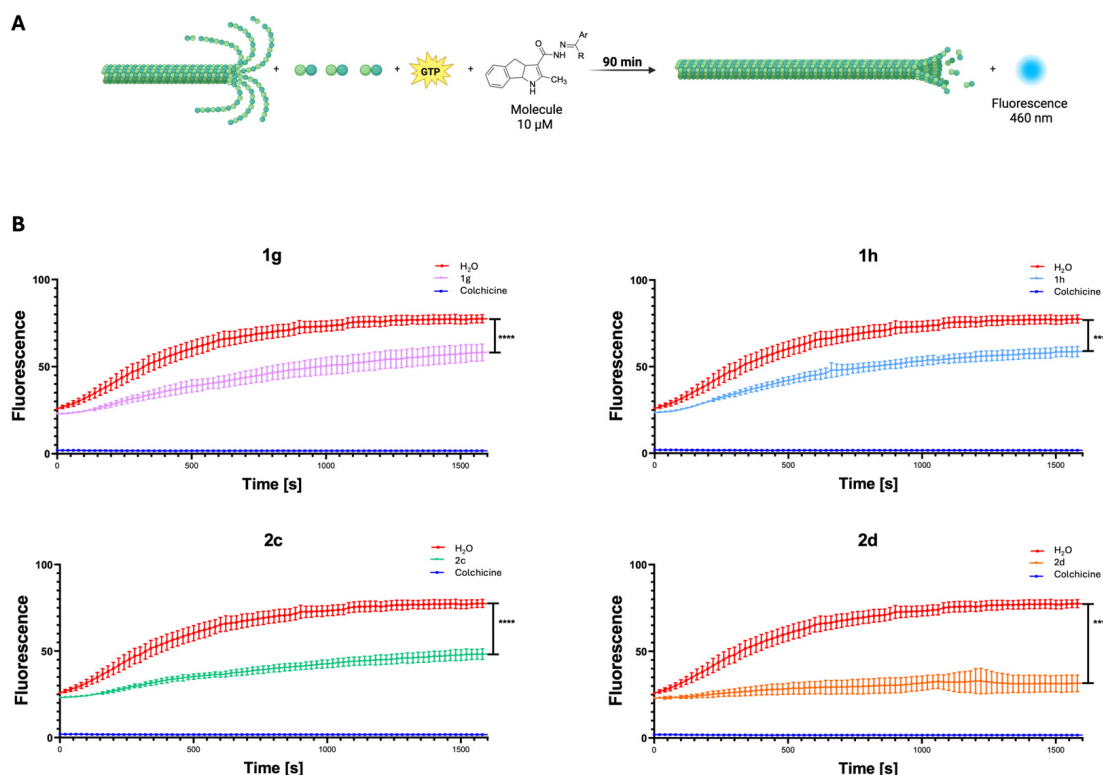 A
+ + GTP + 90 min +
O
N
Ar
NH
R
CH₃
N
H
Molecule
10 µM
Fluorescence
460 nm
B
1g
H₂O
1g
Colchicine
****
Fluorescence
100
50
0
0 500 1000 1500
Time [s]
1h
H₂O
1h
Colchicine
***
Fluorescence
100
50
0
0 500 1000 1500
Time [s]
2c
H₂O
2c
Colchicine
****
Fluorescence
100
50
0
0 500 1000 1500
Time [s]
2d
H₂O
2d
Colchicine
***
Fluorescence
100
50
0
0 500 1000 1500
Time [s]